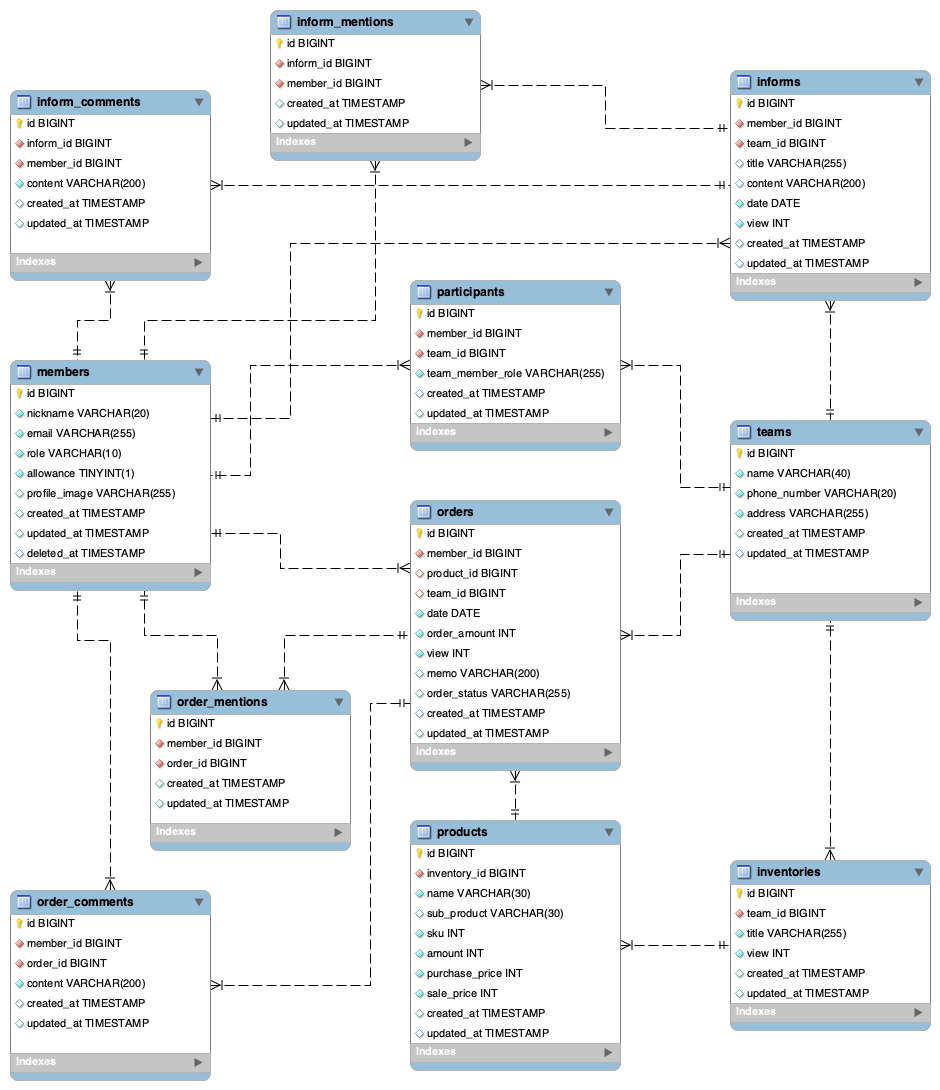 inform_mentions
id BIGINT
inform_id BIGINT
member_id BIGINT
created_at TIMESTAMP
updated_at TIMESTAMP
Indexes
informs
id BIGINT
member_id BIGINT
team_id BIGINT
title VARCHAR(255)
content VARCHAR(200)
date DATE
view INT
created_at TIMESTAMP
updated_at TIMESTAMP
Indexes
inform_comments
id BIGINT
inform_id BIGINT
member_id BIGINT
content VARCHAR(200)
created_at TIMESTAMP
updated_at TIMESTAMP
Indexes
participants
id BIGINT
member_id BIGINT
team_id BIGINT
team_member_role VARCHAR(255)
created_at TIMESTAMP
updated_at TIMESTAMP
Indexes
members
id BIGINT
nickname VARCHAR(20)
email VARCHAR(255)
role VARCHAR(10)
allowance TINYINT(1)
profile_image VARCHAR(255)
created_at TIMESTAMP
updated_at TIMESTAMP
deleted_at TIMESTAMP
Indexes
teams
id BIGINT
name VARCHAR(40)
phone_number VARCHAR(20)
address VARCHAR(255)
created_at TIMESTAMP
updated_at TIMESTAMP
Indexes
orders
id BIGINT
member_id BIGINT
product_id BIGINT
team_id BIGINT
date DATE
order_amount INT
view INT
memo VARCHAR(200)
order_status VARCHAR(255)
created_at TIMESTAMP
updated_at TIMESTAMP
Indexes
order_mentions
id BIGINT
member_id BIGINT
order_id BIGINT
created_at TIMESTAMP
updated_at TIMESTAMP
Indexes
products
id BIGINT
inventory_id BIGINT
name VARCHAR(30)
sub_product VARCHAR(30)
sku INT
amount INT
purchase_price INT
sale_price INT
created_at TIMESTAMP
updated_at TIMESTAMP
Indexes
inventories
id BIGINT
team_id BIGINT
title VARCHAR(255)
view INT
created_at TIMESTAMP
updated_at TIMESTAMP
Indexes
order_comments
id BIGINT
member_id BIGINT
order_id BIGINT
content VARCHAR(200)
created_at TIMESTAMP
updated_at TIMESTAMP
Indexes